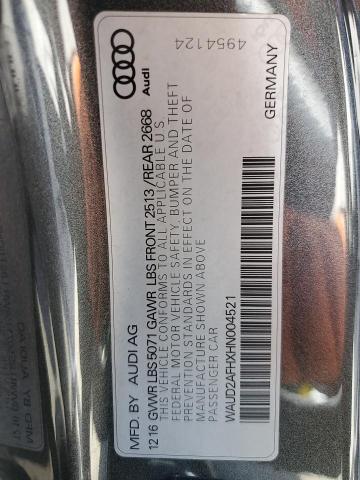 MFD. BY AUDI AG
12 16 GVWR LBS 5071 GAWR LBS FRONT 2513 / REAR 2668
THIS VEHICLE CONFORMS TO ALL APPLICABLE U.S.
FEDERAL MOTOR VEHICLE SAFETY, BUMPER AND THEFT
PREVENTION STANDARDS IN EFFECT ON THE DATE OF
MANUFACTURE SHOWN ABOVE
PASSENGER CAR
WAUD2AFHXHN004521
GERMANY
Audi
4954124